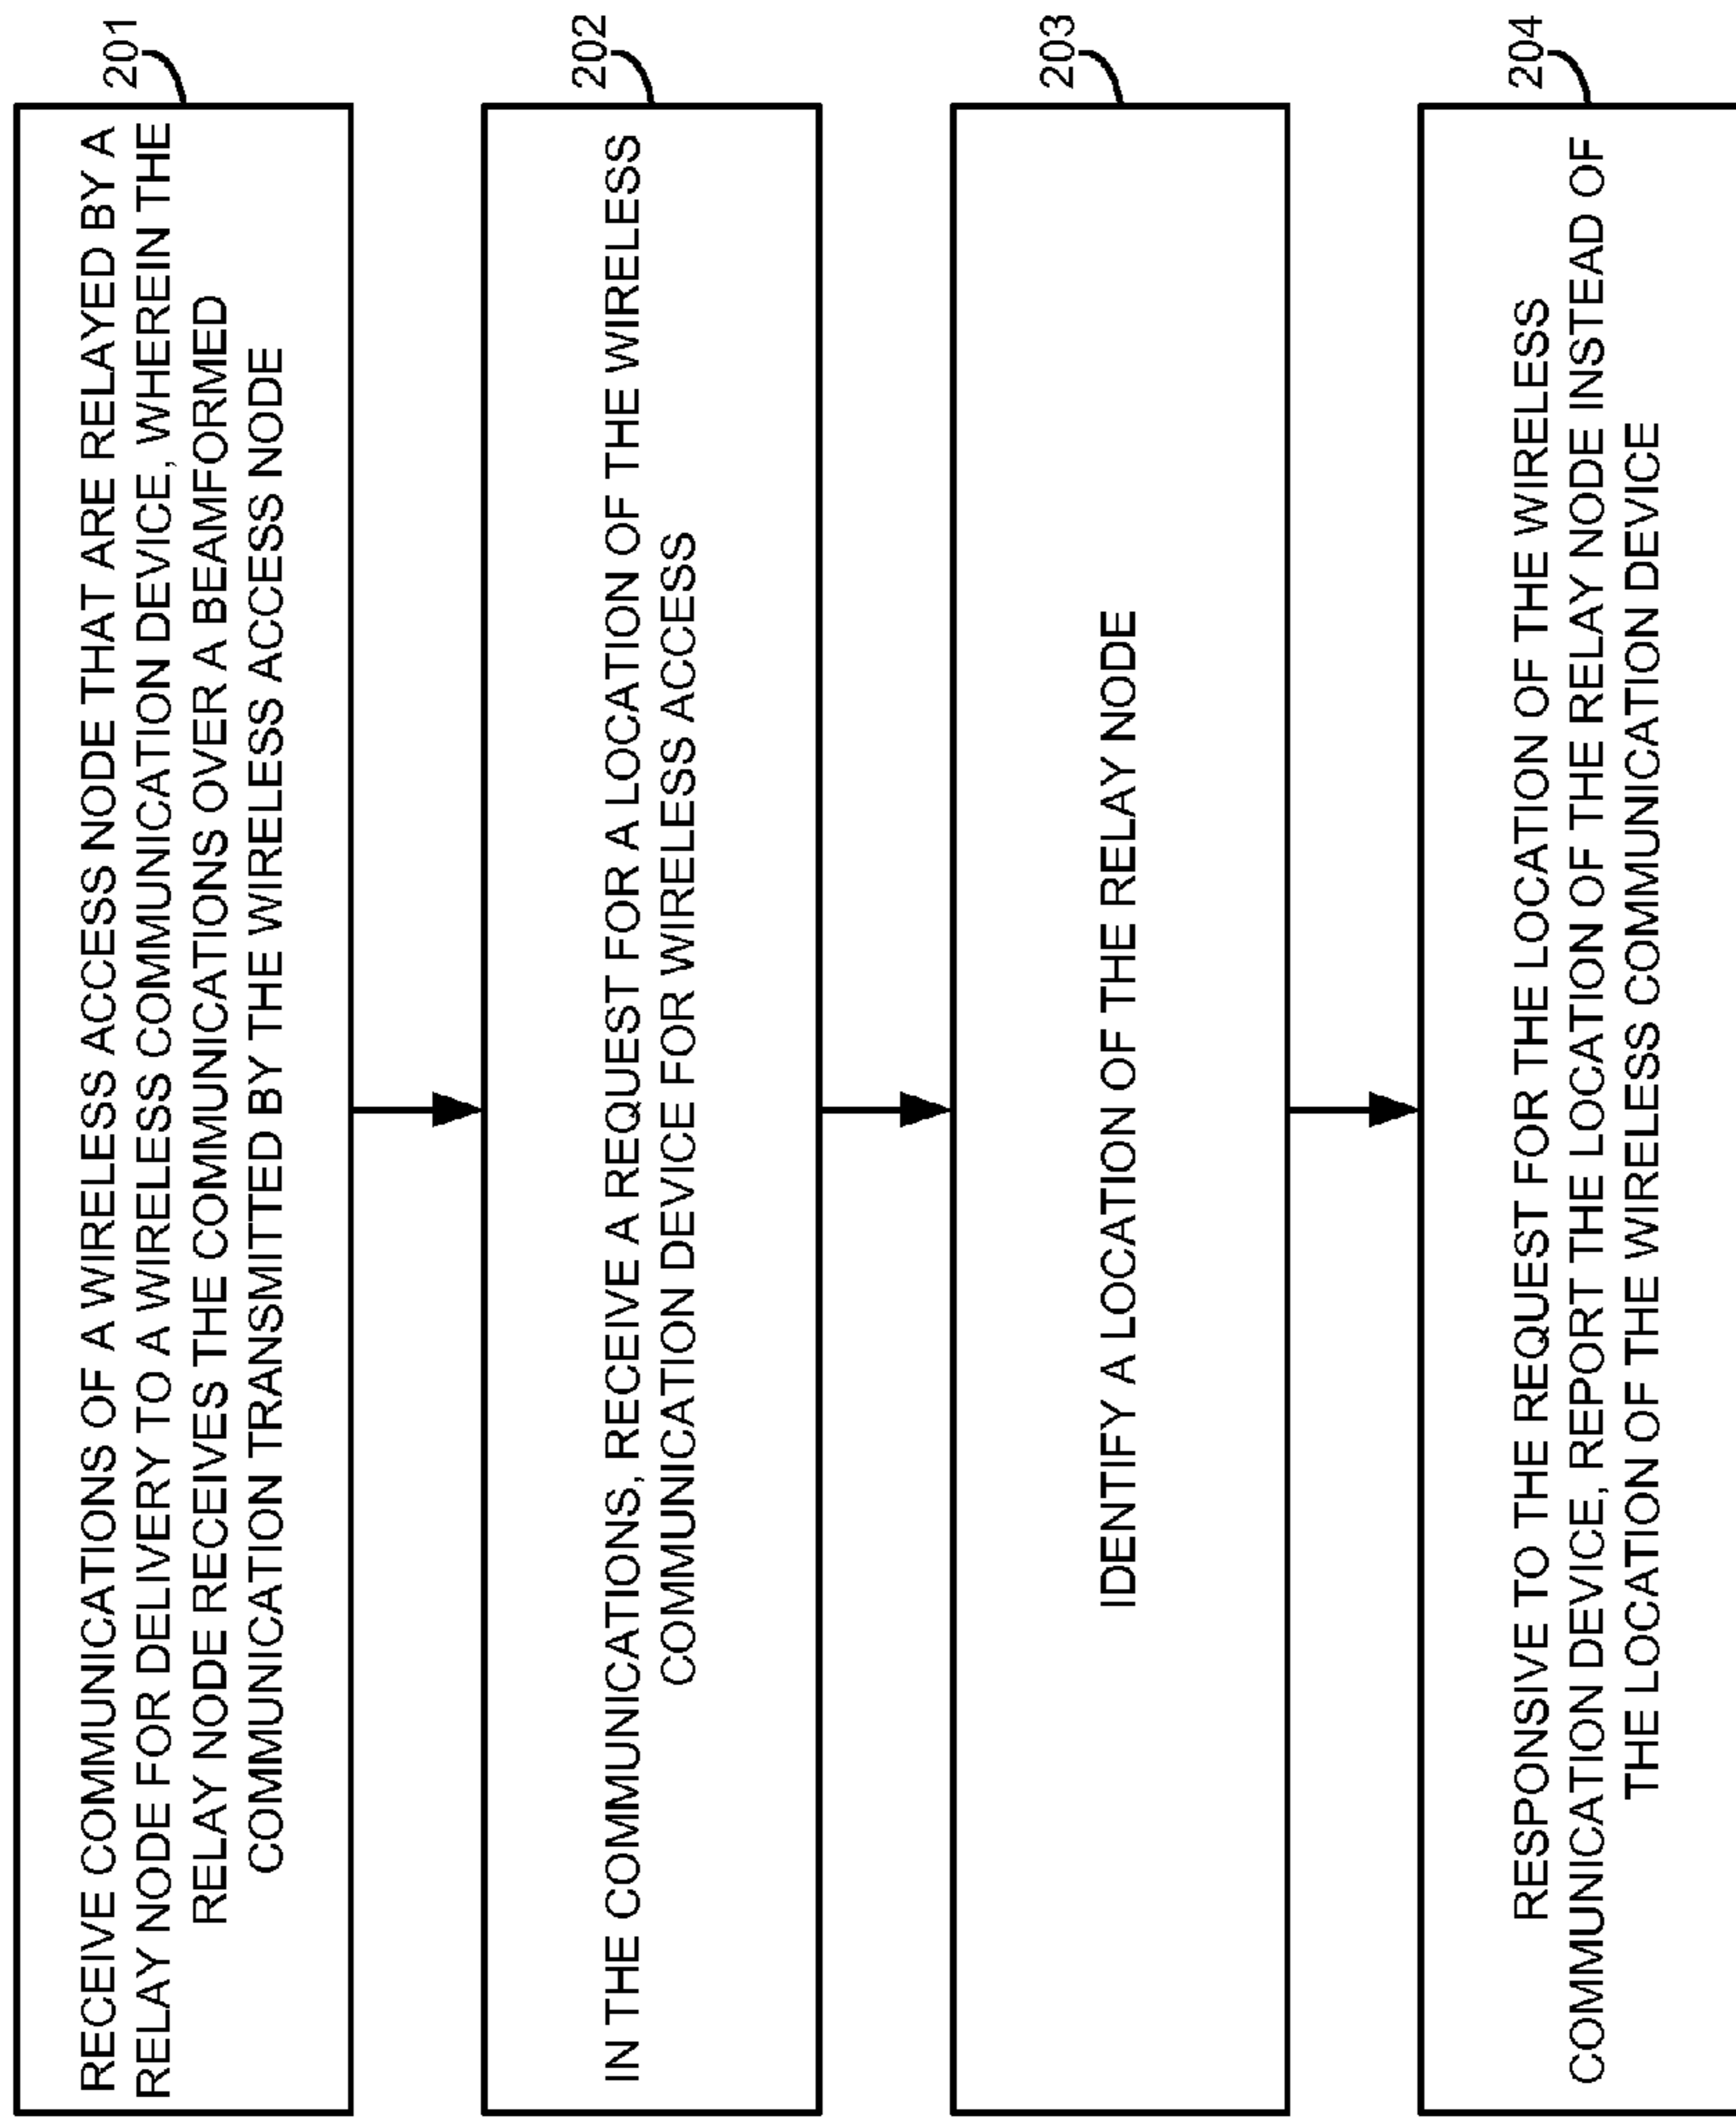 201
RECEIVE COMMUNICATIONS OF A WIRELESS ACCESS NODE THAT ARE RELAYED BY A
RELAY NODE FOR DELIVERY TO A WIRELESS COMMUNICATION DEVICE, WHEREIN THE
RELAY NODE RECEIVES THE COMMUNICATIONS OVER A BEAMFORMED
COMMUNICATION TRANSMITTED BY THE WIRELESS ACCESS NODE
202
IN THE COMMUNICATIONS, RECEIVE A REQUEST FOR A LOCATION OF THE WIRELESS
COMMUNICATION DEVICE FOR WIRELESS ACCESS
203
IDENTIFY A LOCATION OF THE RELAY NODE
204
RESPONSIVE TO THE REQUEST FOR THE LOCATION OF THE WIRELESS
COMMUNICATION DEVICE, REPORT THE LOCATION OF THE RELAY NODE INSTEAD OF
THE LOCATION OF THE WIRELESS COMMUNICATION DEVICE